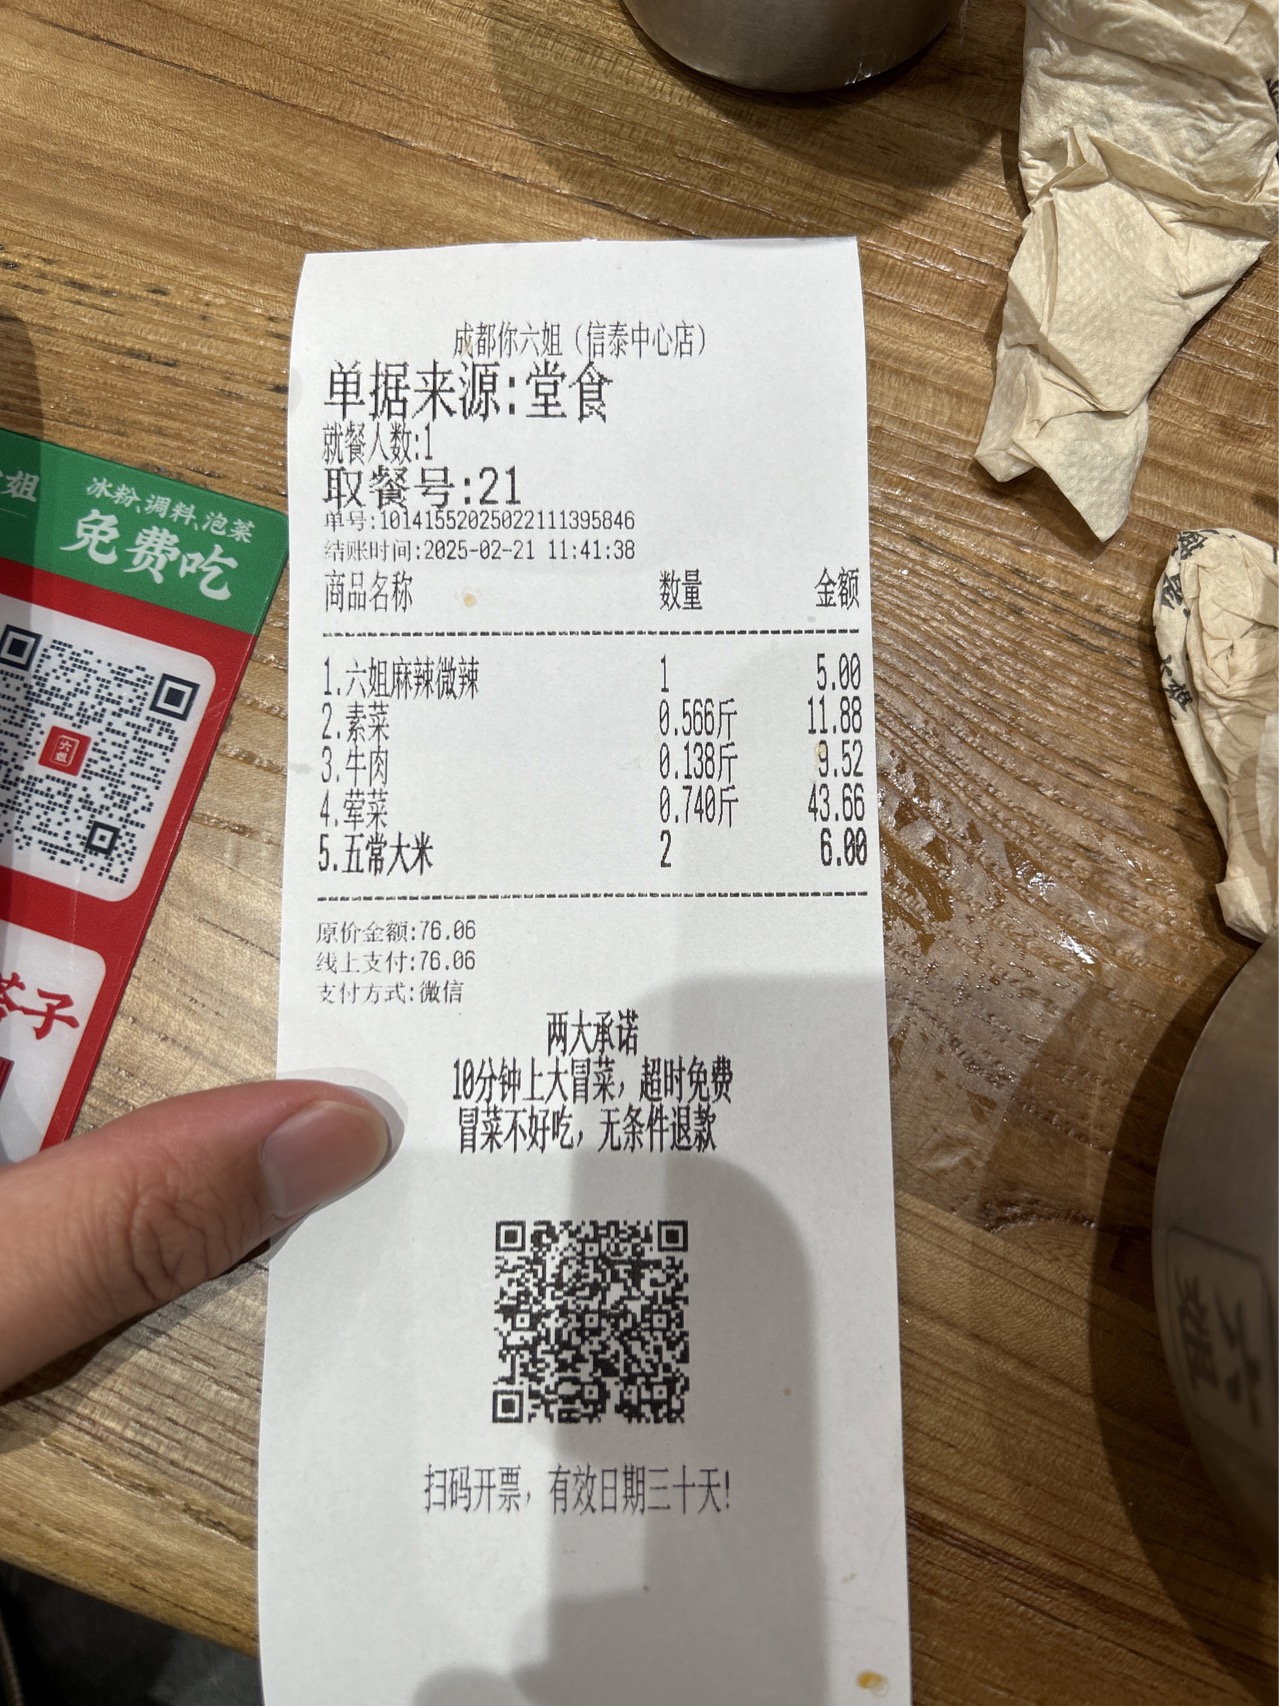 成都你六姐（信泰中心店）
单据来源:堂食
就餐人数:1
取餐号:21
单号:10141552025022111395846
结账时间:2025-02-21 11:41:38
商品名称 数量 金额
1.六姐麻辣微辣 1 5.00
2.素菜 0.566斤 11.88
3.牛肉 0.138斤 9.52
4.荤菜 0.740斤 43.66
5.五常大米 2 6.00
原价金额:76.06
线上支付:76.06
支付方式:微信
两大承诺
10分钟上大冒菜，超时免费
冒菜不好吃，无条件退款
扫码开票，有效日期三十天!
姐
冰粉、调料、泡菜
免费吃
六姐
子
六姐